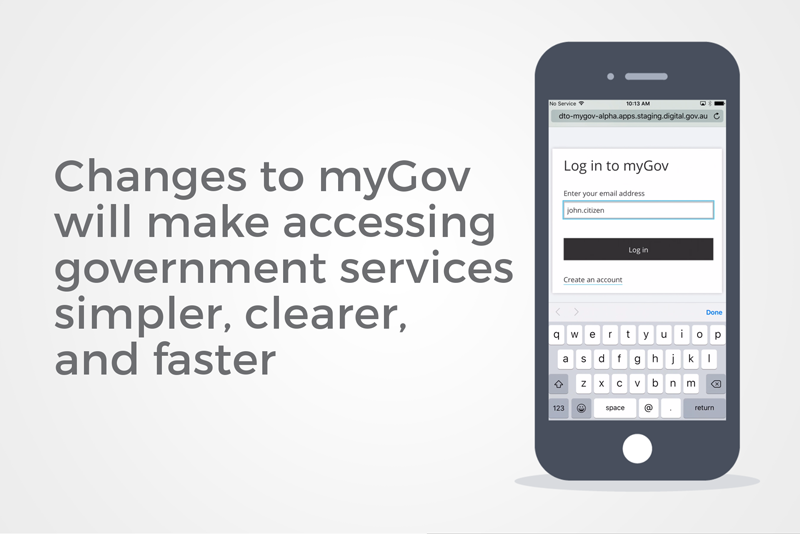 Changes to myGov
will make accessing
government services
simpler, clearer,
and faster
No Service 10:13 AM
dto-mygov-alpha.apps.staging.digital.gov.au
Log in to myGov
Enter your email address
john.citizen
Log in
Create an account
Done
q w e r t y u i o p
a s d f g h j k l
z x c v b n m
123 space @ . return